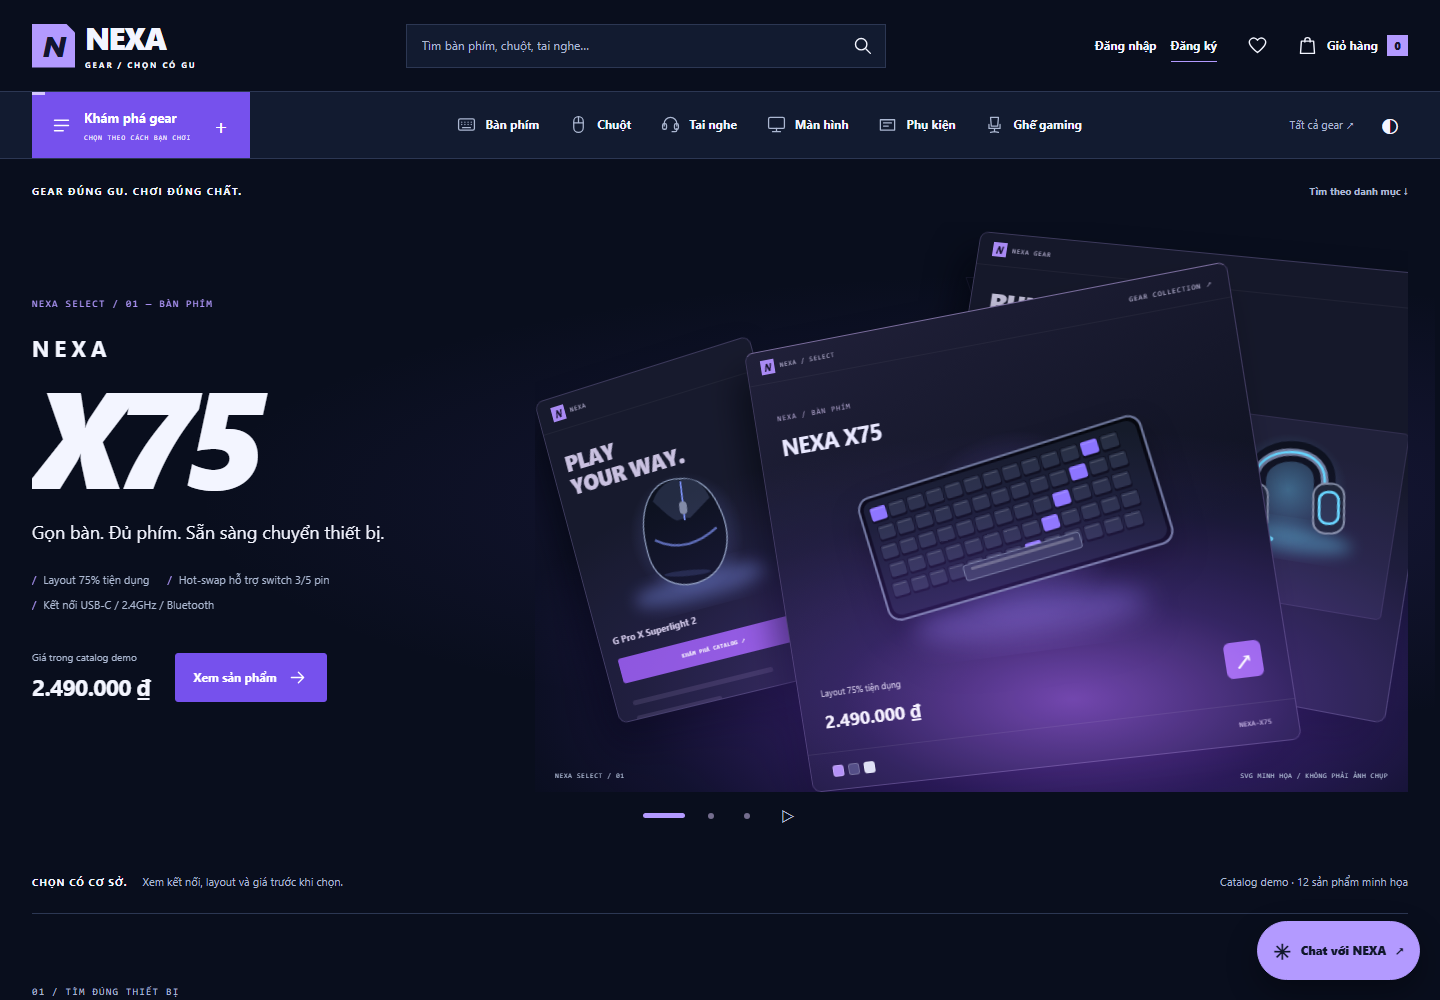 NEXA
GEAR / CHỌN CÓ GU
Tìm bàn phím, chuột, tai nghe...
Đăng nhập
Đăng ký
Giỏ hàng
0
Khám phá gear
CHỌN THEO CÁCH BẠN CHƠI
+
Bàn phím
Chuột
Tai nghe
Màn hình
Phụ kiện
Ghế gaming
Tất cả gear ↗
GEAR ĐÚNG GU. CHƠI ĐÚNG CHẤT.
Tìm theo danh mục ↓
NEXA SELECT / 01 — BÀN PHÍM
NEXA
X75
Gọn bàn. Đủ phím. Sẵn sàng chuyển thiết bị.
/ Layout 75% tiện dụng
/ Hot-swap hỗ trợ switch 3/5 pin
/ Kết nối USB-C / 2.4GHz / Bluetooth
Giá trong catalog demo
2.490.000 ₫
Xem sản phẩm →
N NEXA
PLAY
YOUR WAY.
G Pro X Superlight 2
KHÁM PHÁ CATALOG ↗
N NEXA GEAR
N NEXA / SELECT
GEAR COLLECTION ↗
NEXA / BÀN PHÍM
NEXA X75
Layout 75% tiện dụng
2.490.000 ₫
↗
NEXA-X75
NEXA SELECT / 01
SVG MINH HỌA / KHÔNG PHẢI ẢNH CHỤP
CHỌN CÓ CƠ SỞ.
Xem kết nối, layout và giá trước khi chọn.
Catalog demo · 12 sản phẩm minh họa
Chat với NEXA ↗
01 / TÌM ĐÚNG THIẾT BỊ